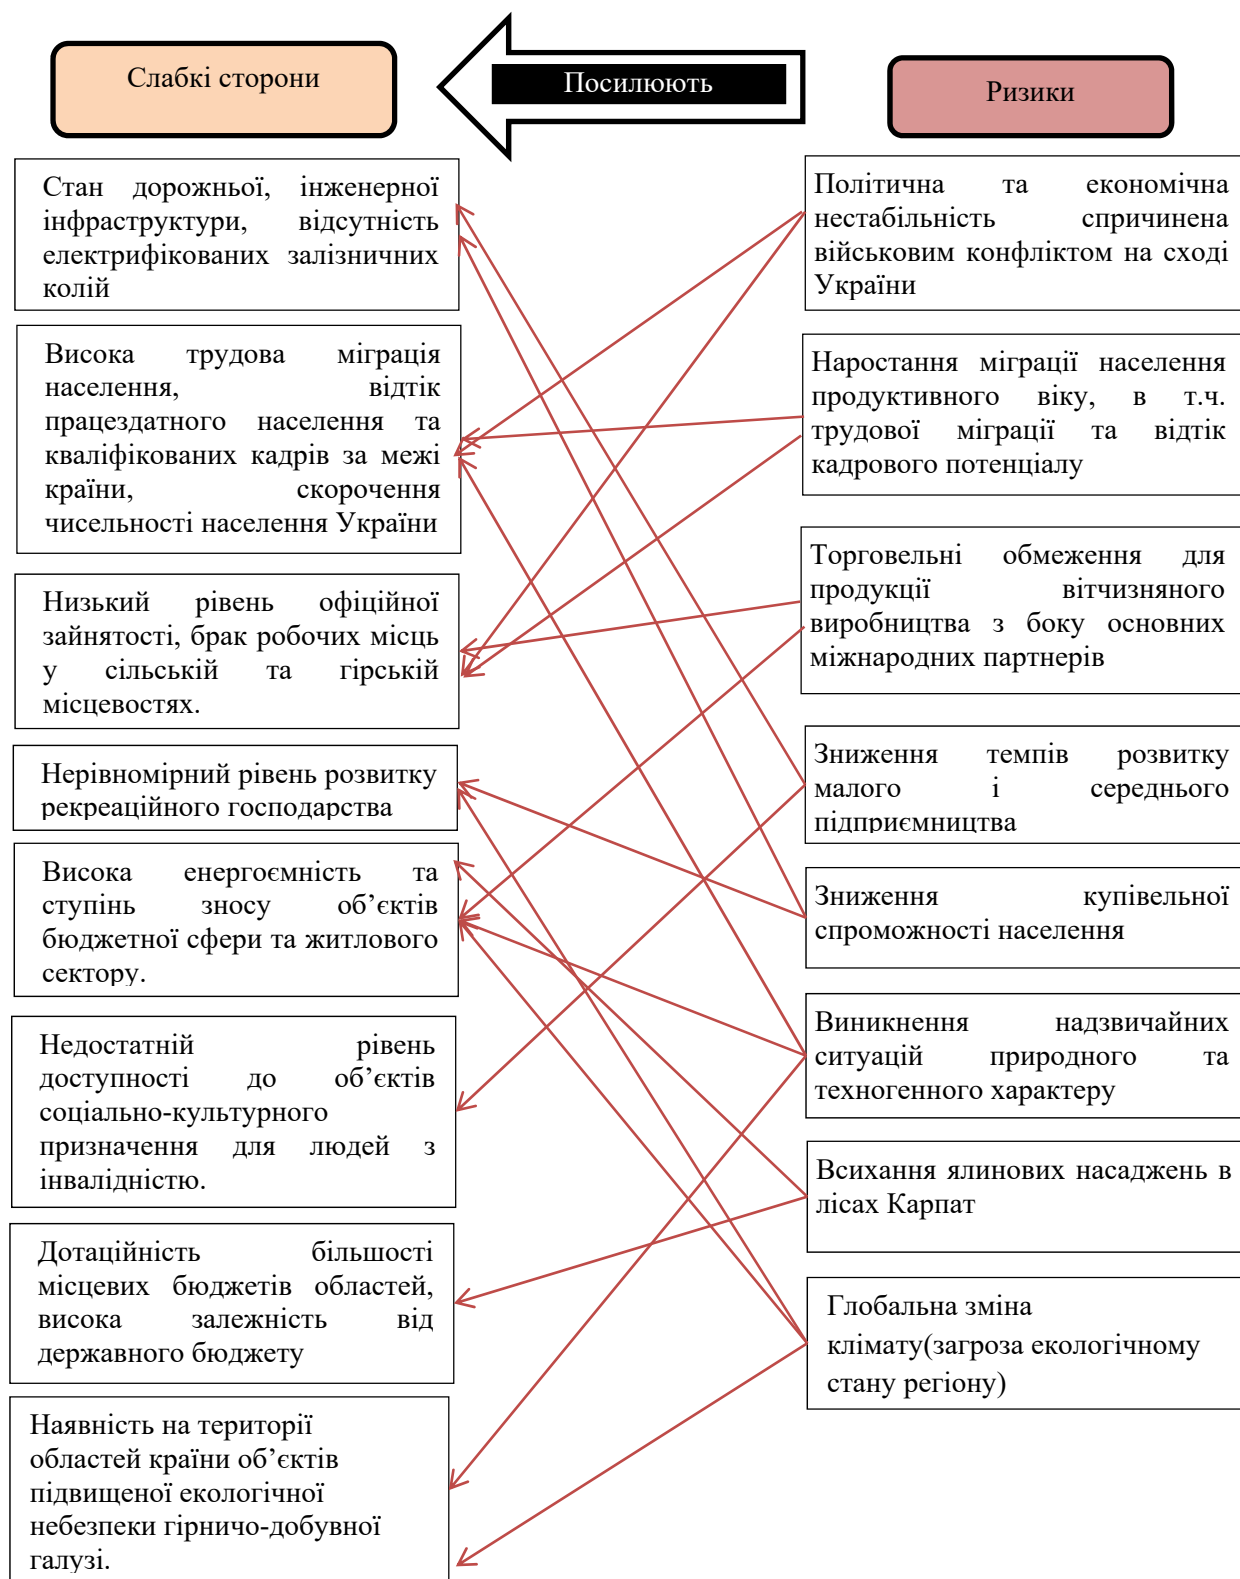 Слабкі сторони
Посилюють
Ризики
Стан дорожньої, інженерної
інфраструктури, відсутність
електрифікованих залізничних
колій
Висока трудова міграція
населення, відтік
працездатного населення та
кваліфікованих кадрів за межі
країни, скорочення
чисельності населення України
Низький рівень офіційної
зайнятості, брак робочих місць
у сільській та гірській
місцевостях.
Нерівномірний рівень розвитку
рекреаційного господарства
Висока енергоємність та
ступінь зносу об’єктів
бюджетної сфери та житлового
сектору.
Недостатній рівень
доступності до об’єктів
соціально-культурного
призначення для людей з
інвалідністю.
Дотаційність більшості
місцевих бюджетів областей,
висока залежність від
державного бюджету
Наявність на території
областей країни об’єктів
підвищеної екологічної
небезпеки гірничо-добувної
галузі.
Політична та економічна
нестабільність спричинена
військовим конфліктом на сході
України
Наростання міграції населення
продуктивного віку, в т.ч.
трудової міграції та відтік
кадрового потенціалу
Торговельні обмеження для
продукції вітчизняного
виробництва з боку основних
міжнародних партнерів
Зниження темпів розвитку
малого і середнього
підприємництва
Зниження купівельної
спроможності населення
Виникнення надзвичайних
ситуацій природного та
техногенного характеру
Всихання ялинових насаджень в
лісах Карпат
Глобальна зміна
клімату(загроза екологічному
стану регіону)